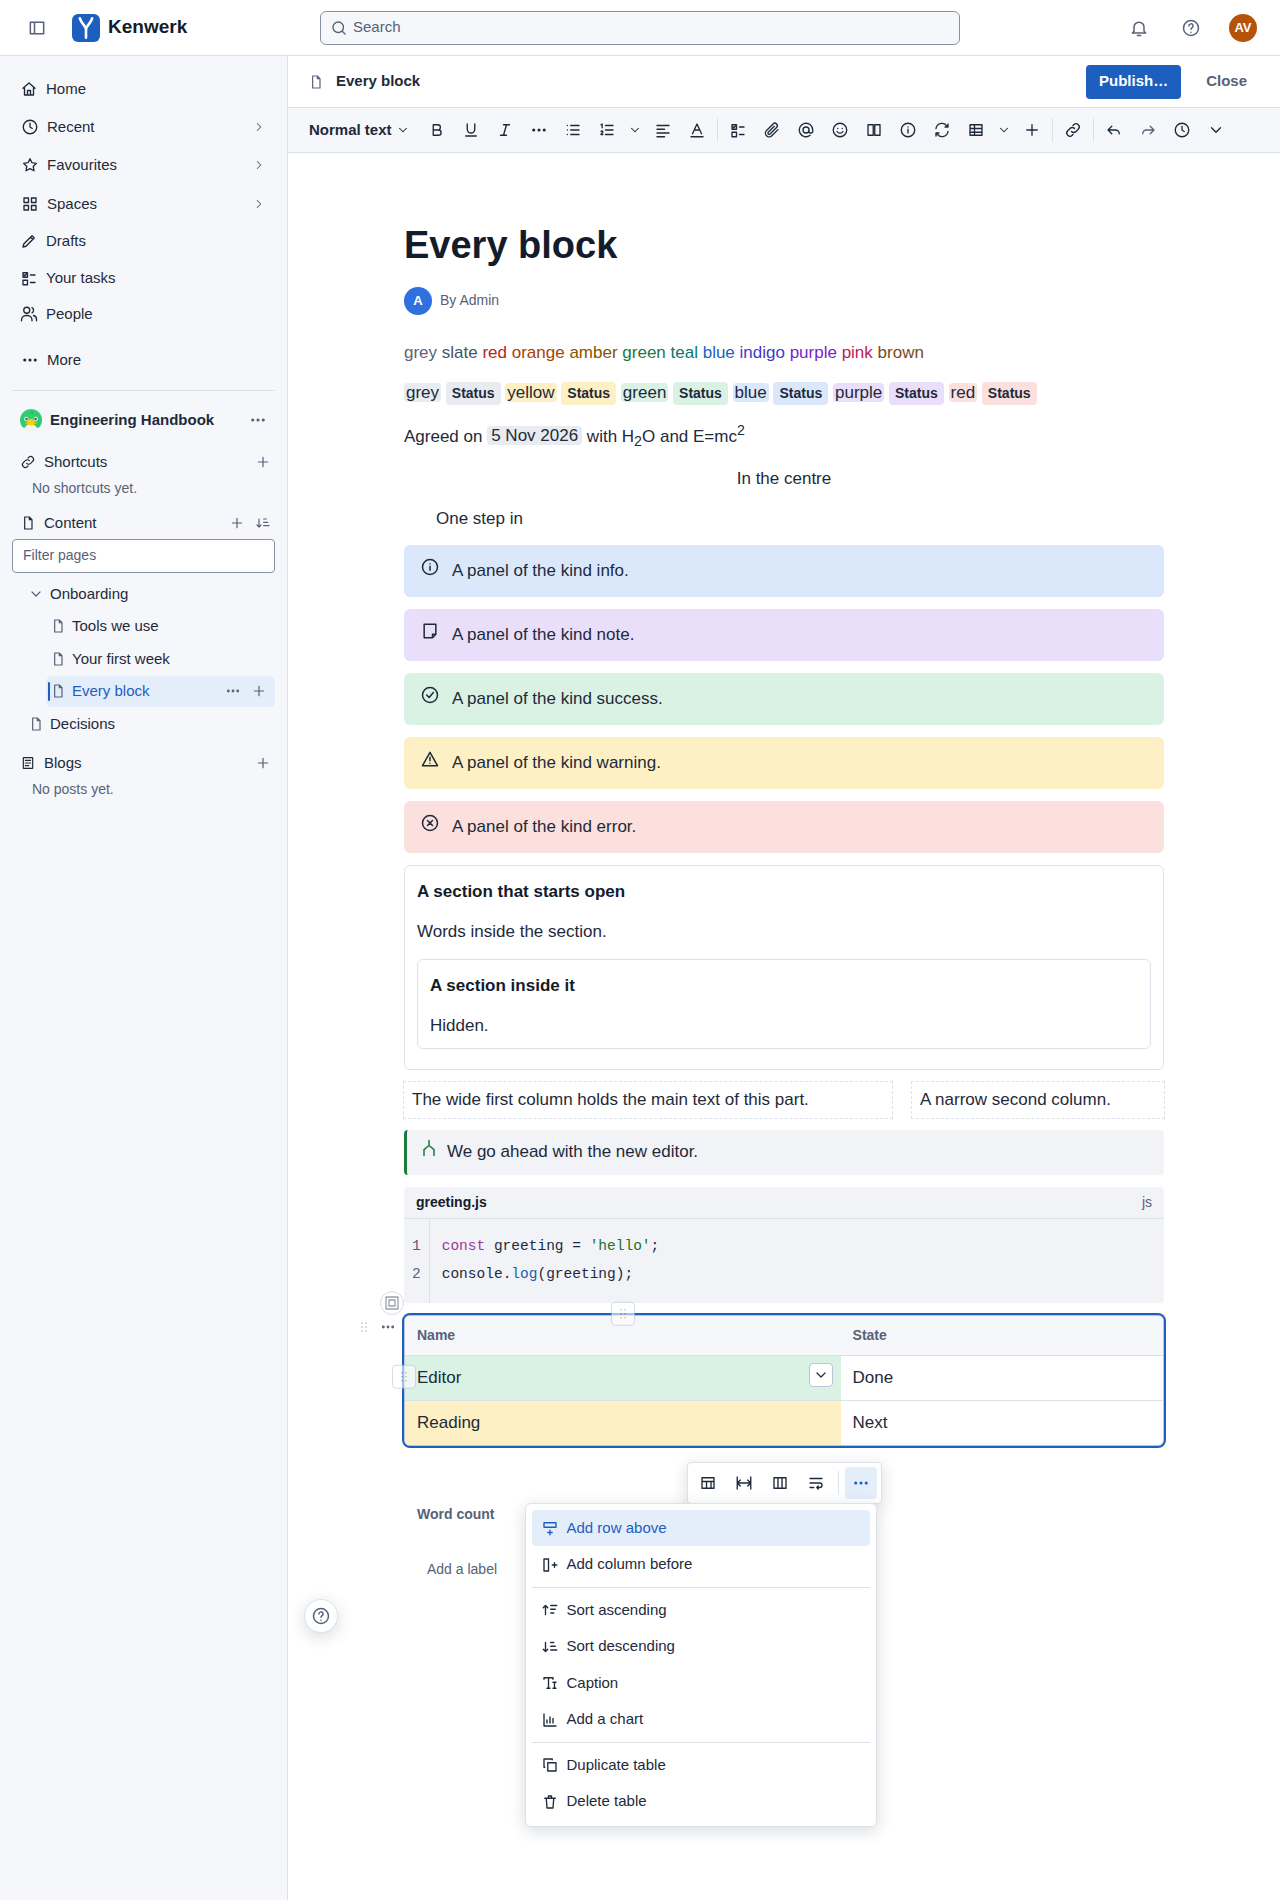 Kenwerk
Search
AV
Home
Recent
Favourites
Spaces
Drafts
Your tasks
People
More
Engineering Handbook
Shortcuts
No shortcuts yet.
Content
Filter pages
Onboarding
Tools we use
Your first week
Every block
Decisions
Blogs
No posts yet.
Every block
Publish…
Close
Normal text
Every block
A By Admin
grey slate red orange amber green teal blue indigo purple pink brown
grey Status yellow Status green Status blue Status purple Status red Status
Agreed on 5 Nov 2026 with H2O and E=mc2
In the centre
One step in
A panel of the kind info.
A panel of the kind note.
A panel of the kind success.
A panel of the kind warning.
A panel of the kind error.
A section that starts open
Words inside the section.
A section inside it
Hidden.
The wide first column holds the main text of this part. A narrow second column.
We go ahead with the new editor.
greeting.js js
1 const greeting = 'hello';
2 console.log(greeting);
Name State
Editor Done
Reading Next
Word count
Add a label
Add row above
Add column before
Sort ascending
Sort descending
Caption
Add a chart
Duplicate table
Delete table